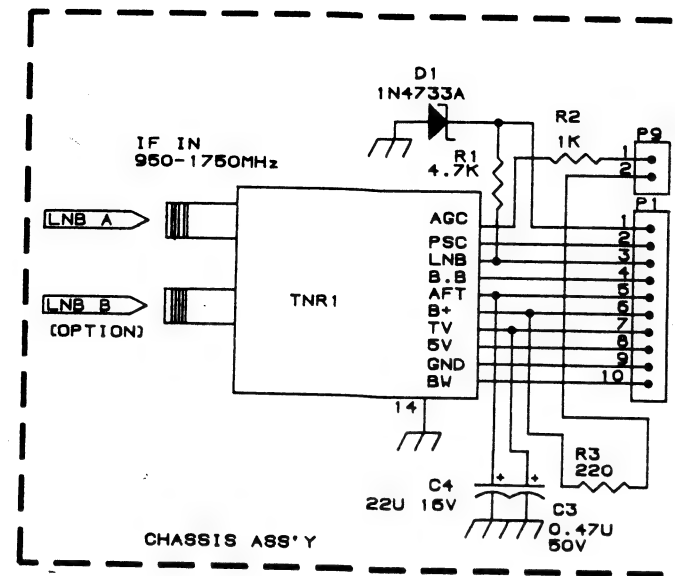 D1
1N4733A
R2
1K
P9
1
2
IF IN
950-1750MHz
R1
4.7K
P1
LNB A
LNB B
(OPTION)
TNR1
AGC
PSC
LNB
B.B
AFT
B+
TV
5V
GND
BW
1
2
3
4
5
6
7
8
9
10
14
R3
220
+
+
C4
22U 16V
C3
0.47U
50V
CHASSIS ASS'Y